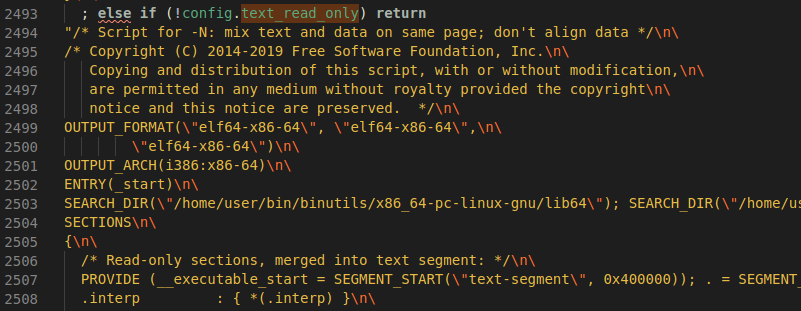 2493 ; else if (!config.text_read_only) return
2494 "/* Script for -N: mix text and data on same page; don't align data */\n\
2495 /* Copyright (C) 2014-2019 Free Software Foundation, Inc.\n\
2496 Copying and distribution of this script, with or without modification,\n\
2497 are permitted in any medium without royalty provided the copyright\n\
2498 notice and this notice are preserved.  */\n\
2499 OUTPUT_FORMAT(\"elf64-x86-64\", \"elf64-x86-64\",\n\
2500 \"elf64-x86-64\")\n\
2501 OUTPUT_ARCH(i386:x86-64)\n\
2502 ENTRY(_start)\n\
2503 SEARCH_DIR(\"/home/user/bin/binutils/x86_64-pc-linux-gnu/lib64\"); SEARCH_DIR(\"/home/us
2504 SECTIONS\n\
2505 {\n\
2506 /* Read-only sections, merged into text segment: */\n\
2507 PROVIDE (__executable_start = SEGMENT_START(\"text-segment\", 0x400000)); . = SEGMENT_
2508 .interp         : { *(.interp) }\n\